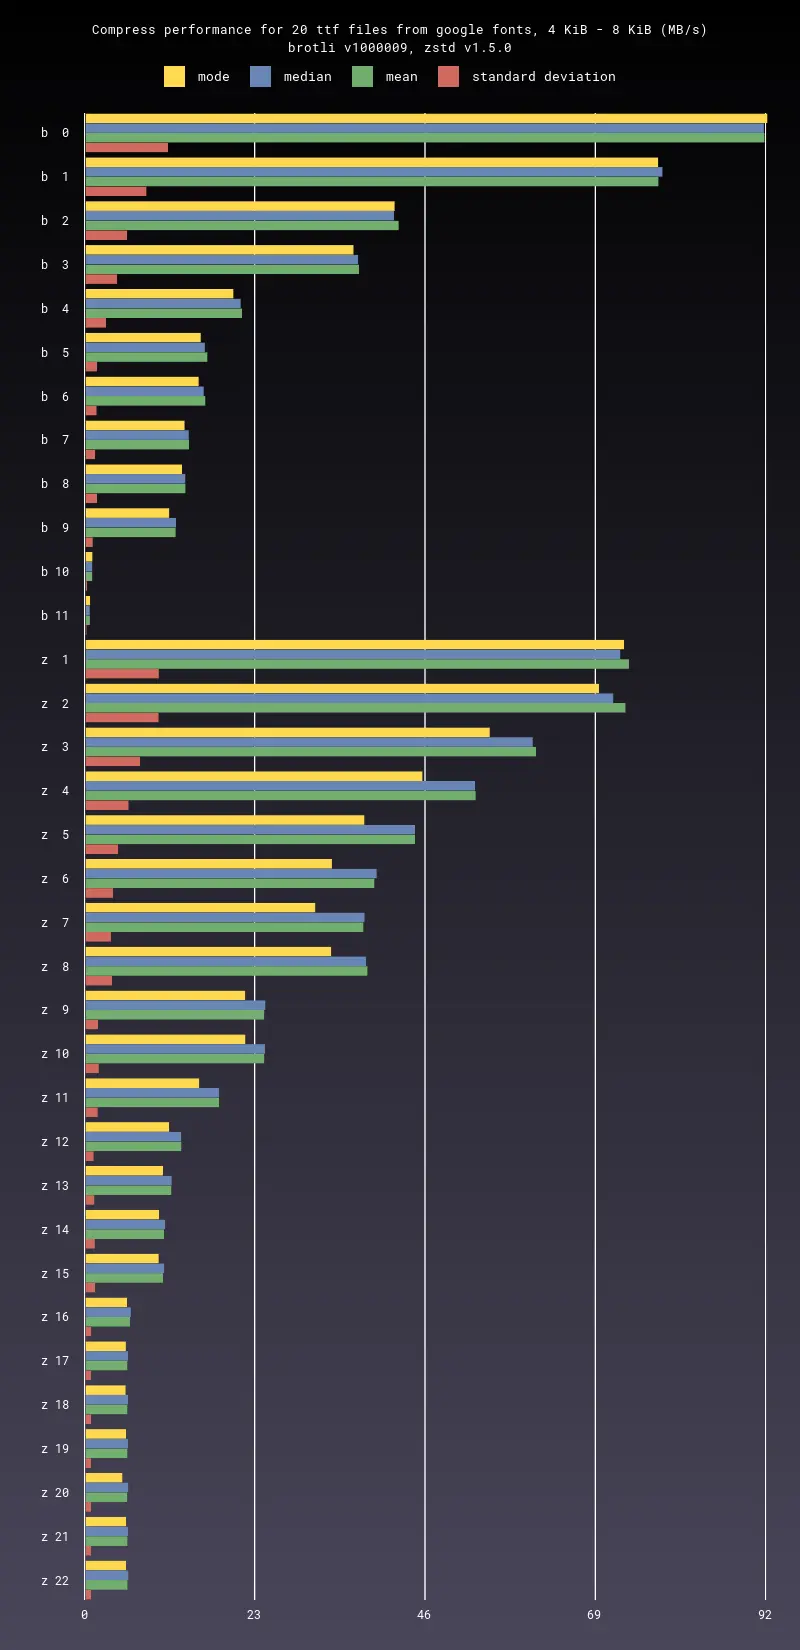 Compress performance for 20 ttf files from google fonts, 4 KiB - 8 KiB (MB/s)
brotli v1000009, zstd v1.5.0
mode median mean standard deviation
b 0
b 1
b 2
b 3
b 4
b 5
b 6
b 7
b 8
b 9
b 10
b 11
z 1
z 2
z 3
z 4
z 5
z 6
z 7
z 8
z 9
z 10
z 11
z 12
z 13
z 14
z 15
z 16
z 17
z 18
z 19
z 20
z 21
z 22
0 23 46 69 92